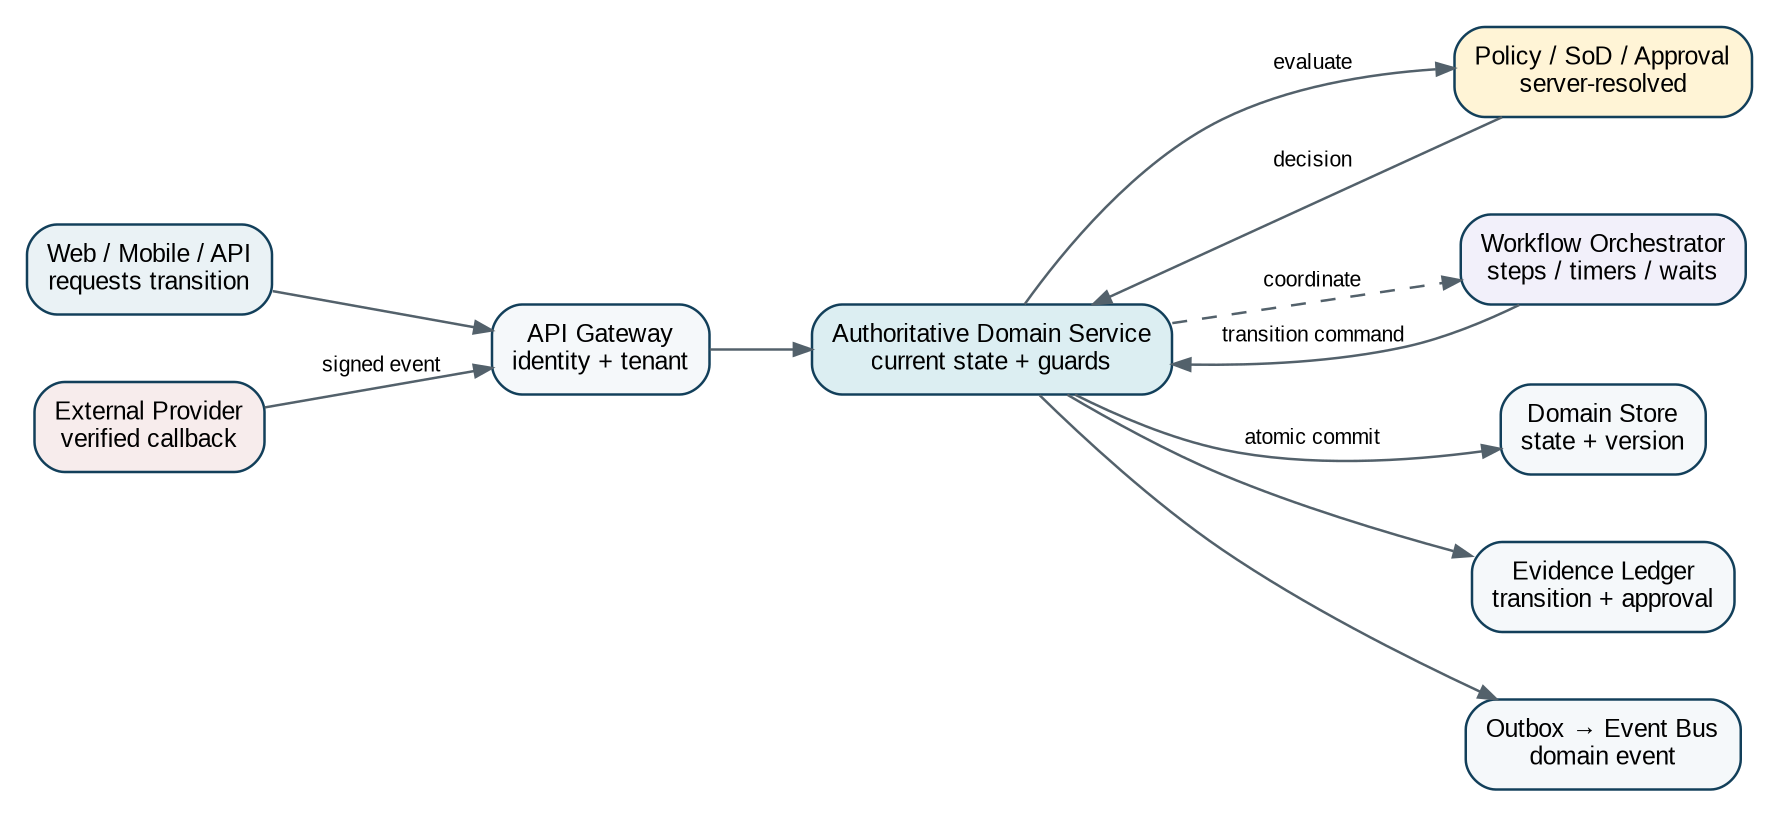 evaluate
Policy / SoD / Approval
server-resolved
decision
Web / Mobile / API
requests transition
Workflow Orchestrator
steps / timers / waits
coordinate
transition command
API Gateway
identity + tenant
Authoritative Domain Service
current state + guards
signed event
External Provider
verified callback
atomic commit
Domain Store
state + version
Evidence Ledger
transition + approval
Outbox → Event Bus
domain event